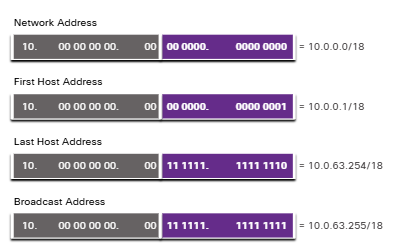 Network Address
10. 00 00 00 00. 00 00 0000. 0000 0000 = 10.0.0.0/18
First Host Address
10. 00 00 00 00. 00 00 0000. 0000 0001 = 10.0.0.1/18
Last Host Address
10. 00 00 00 00. 00 11 1111. 1111 1110 = 10.0.63.254/18
Broadcast Address
10. 00 00 00 00. 00 11 1111. 1111 1111 = 10.0.63.255/18